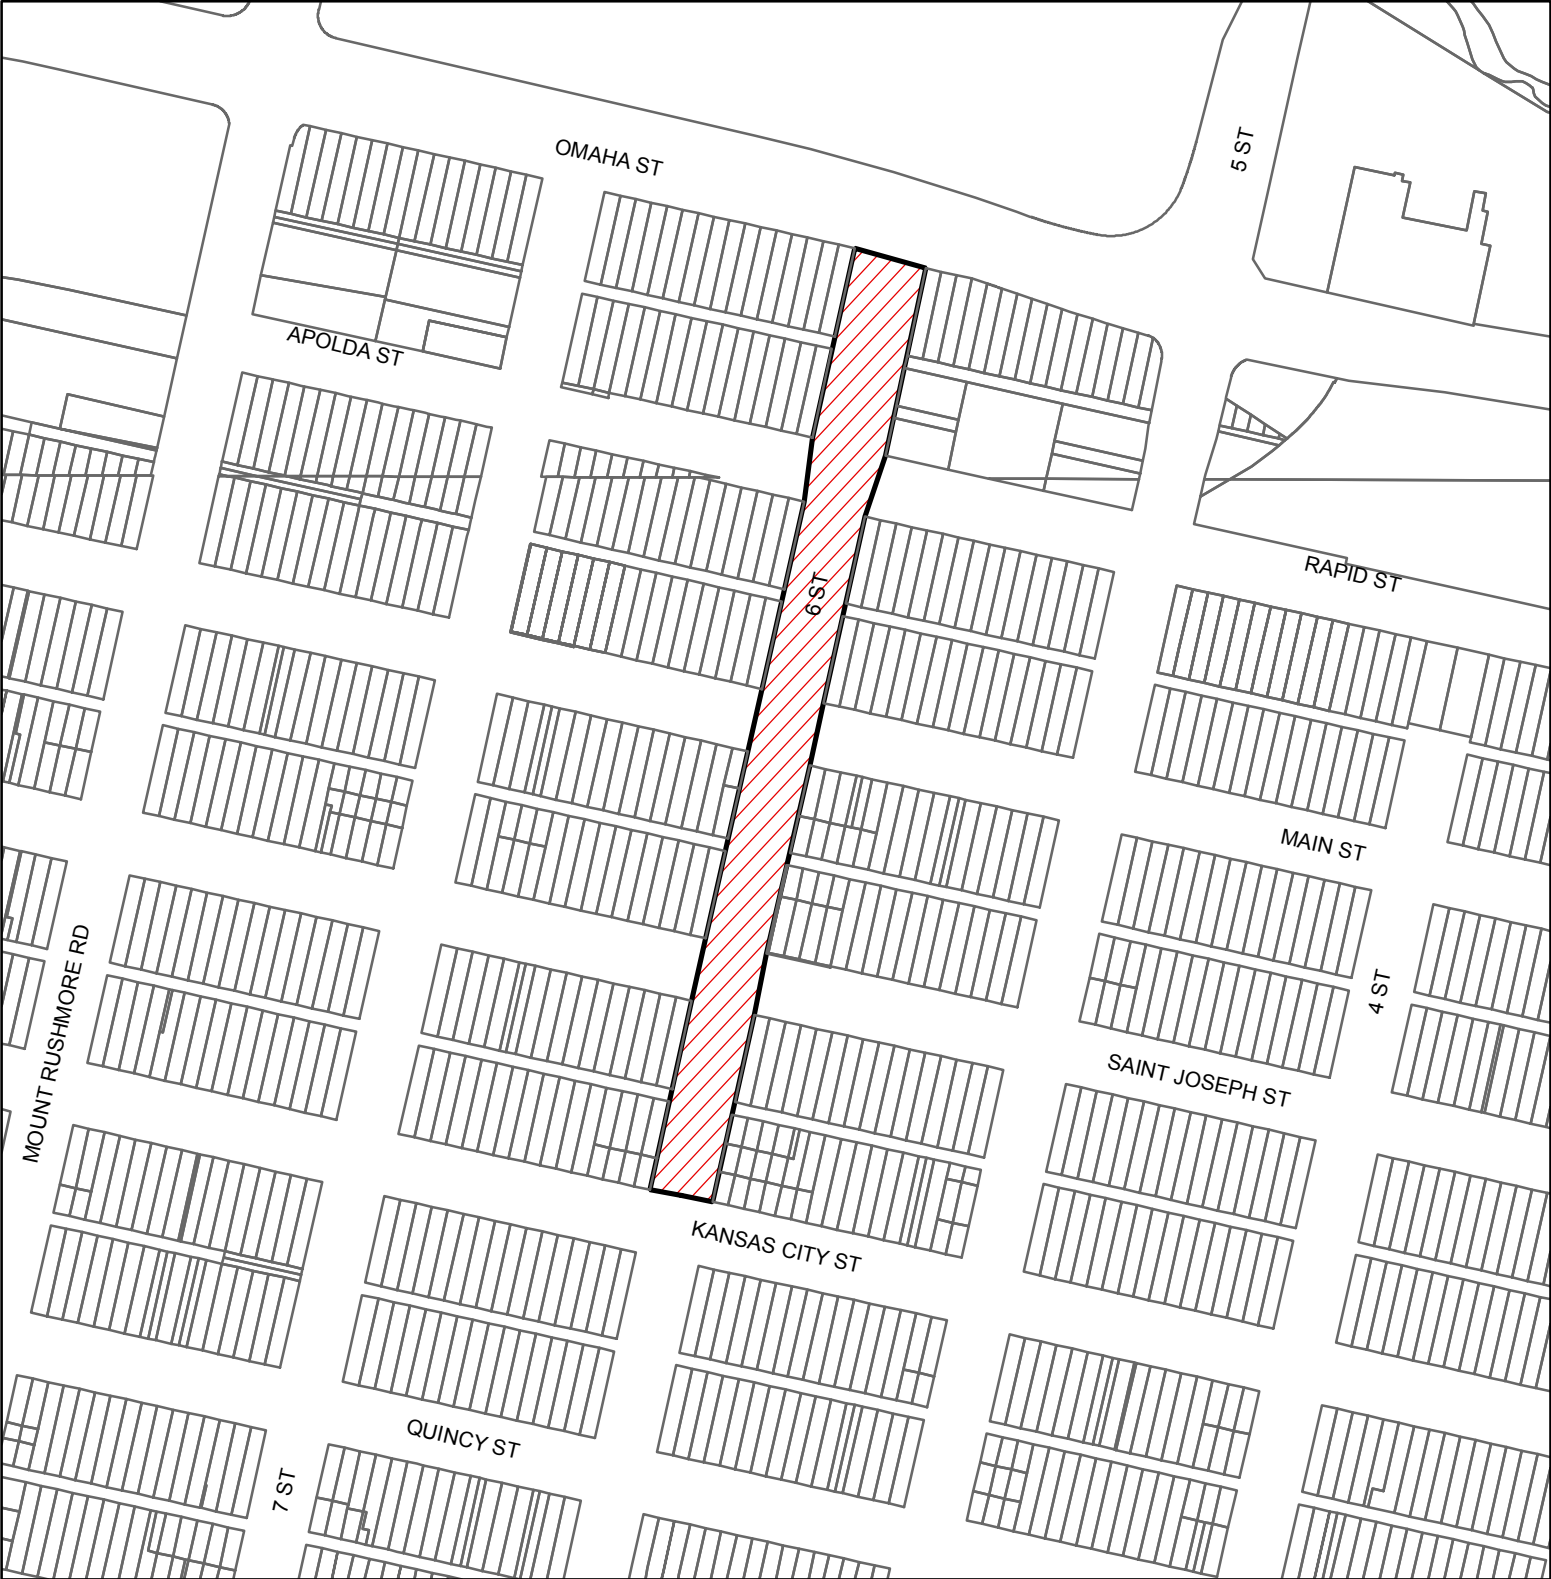 OMAHA ST
5 ST
APOLDA ST
RAPID ST
6 ST
MAIN ST
4 ST
MOUNT RUSHMORE RD
SAINT JOSEPH ST
KANSAS CITY ST
QUINCY ST
7 ST